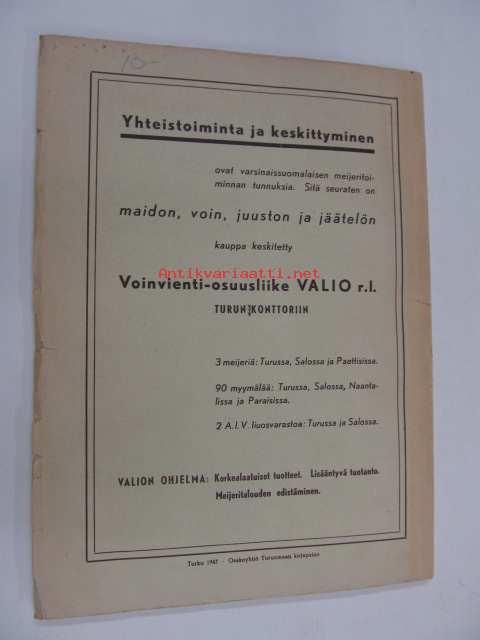 10-
Yhteistoiminta ja keskittyminen
ovat varsinaissuomalaisen meijeritoi-
minnan tunnuksia. Sitä seuraten on
maidon, voin, juuston ja jäätelön
kauppa keskitetty
Antikvariaatti.net
Voinvienti-osuusliike VALIO r.l.
TURUN KONTTORIIN
3 meijeriä: Turussa, Salossa ja Paettisissa.
90 myymälää: Turussa, Salossa, Naanta-
lissa ja Paraisissa.
2 A.I.V. liuosvarastoa: Turussa ja Salossa.
VALION OHJELMA: Korkealaatuiset tuotteet. Lisääntyvä tuotanto.
Meijeritalouden edistäminen.
Turku 1947 - Osakeyhtiö Turunmaan kirjapaino